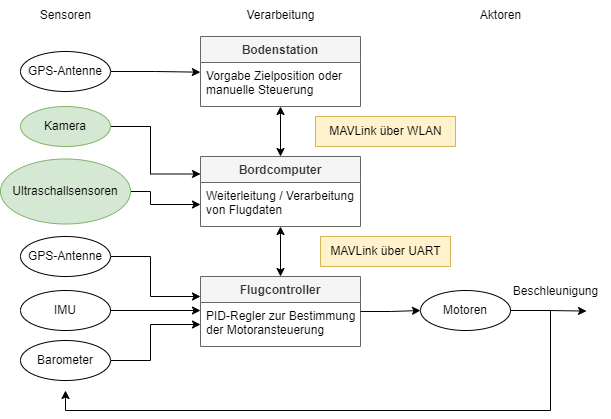 Sensoren
Verarbeitung
Aktoren
Bodenstation
GPS-Antenne
Vorgabe Zielposition oder
manuelle Steuerung
Kamera
MAVLink über WLAN
Bordcomputer
Ultraschallsensoren
Weiterleitung / Verarbeitung
von Flugdaten
GPS-Antenne
MAVLink über UART
Flugcontroller
Beschleunigung
IMU
PID-Regler zur Bestimmung
der Motoransteuerung
Motoren
Barometer